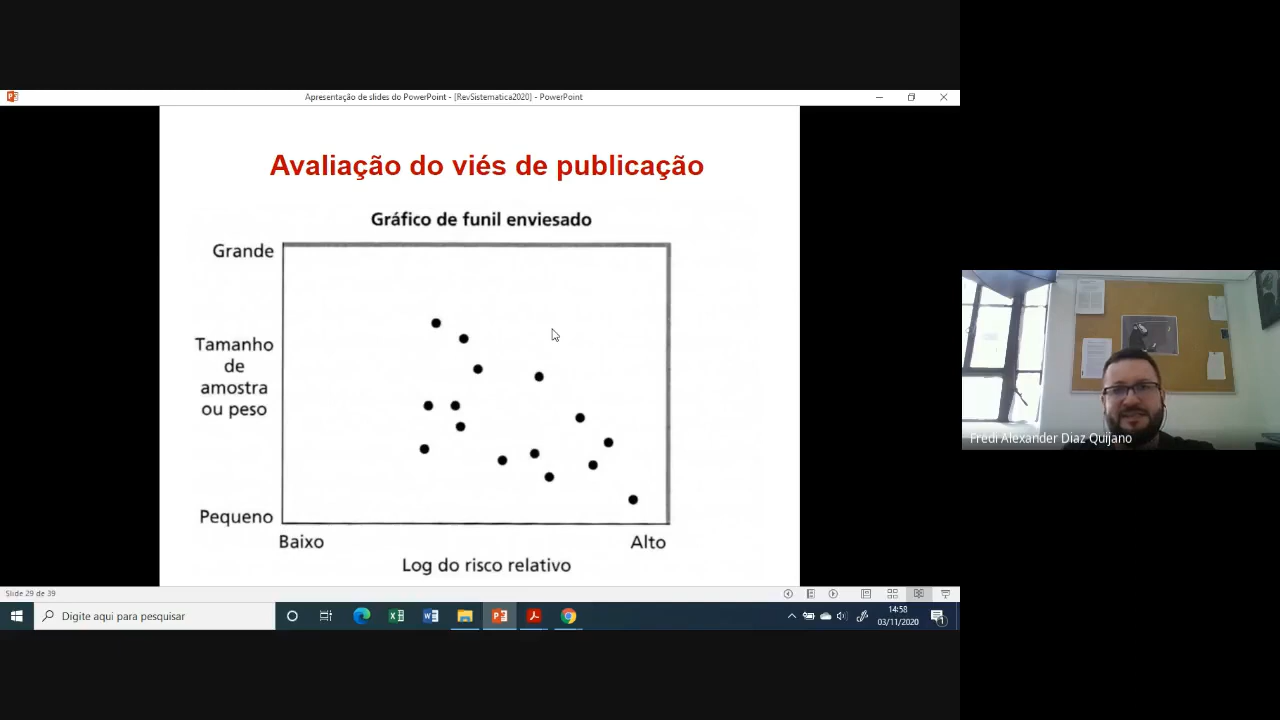 Apresentação de slides do PowerPoint - [RevSistematica2020] - PowerPoint
Avaliação do viés de publicação
Gráfico de funil enviesado
Grande
Tamanho
de
amostra
ou peso
Pequeno
Baixo
Alto
Log do risco relativo
Fredi Alexander Diaz Quijano
Slide 29 de 39
Digite aqui para pesquisar
14:58
03/11/2020
1